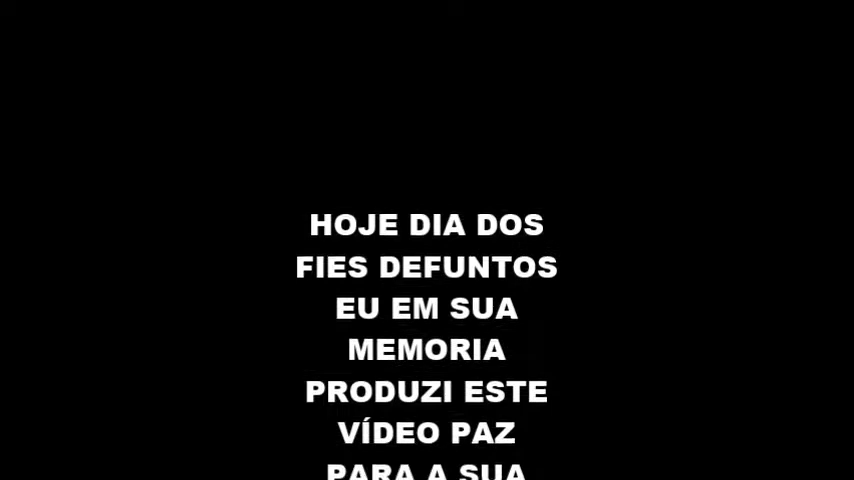 HOJE DIA DOS
FIES DEFUNTOS
EU EM SUA
MEMORIA
PRODUZI ESTE
VÍDEO PAZ
PARA A SUA